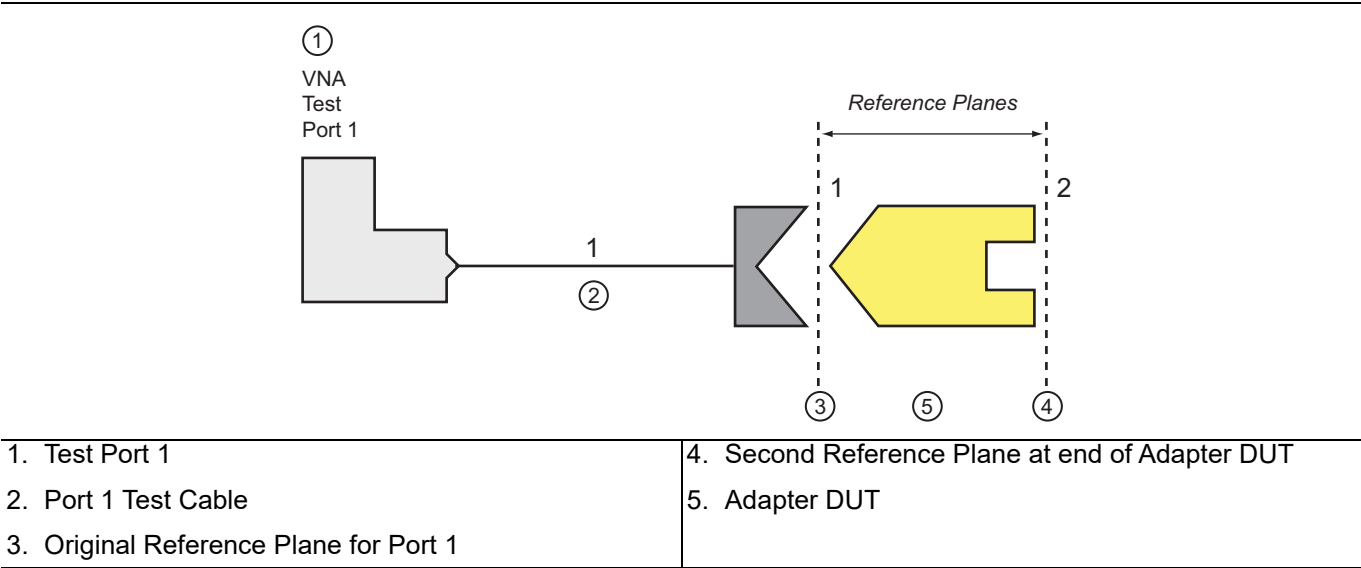 ①
VNA
Test
Port 1
Reference Planes
1
2
1
②
③
⑤
④
1. Test Port 1
2. Port 1 Test Cable
3. Original Reference Plane for Port 1
4. Second Reference Plane at end of Adapter DUT
5. Adapter DUT